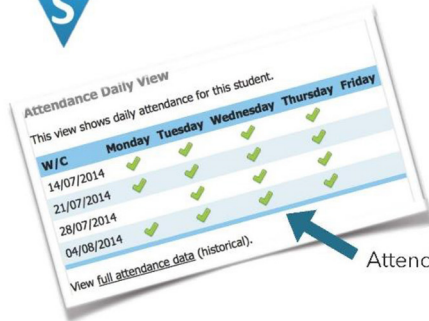 S
Attendance Daily View
This view shows daily attendance for this student.
W/C Monday Tuesday Wednesday Thursday Friday
14/07/2014
21/07/2014
28/07/2014
04/08/2014
View full attendance data (historical).
Attend